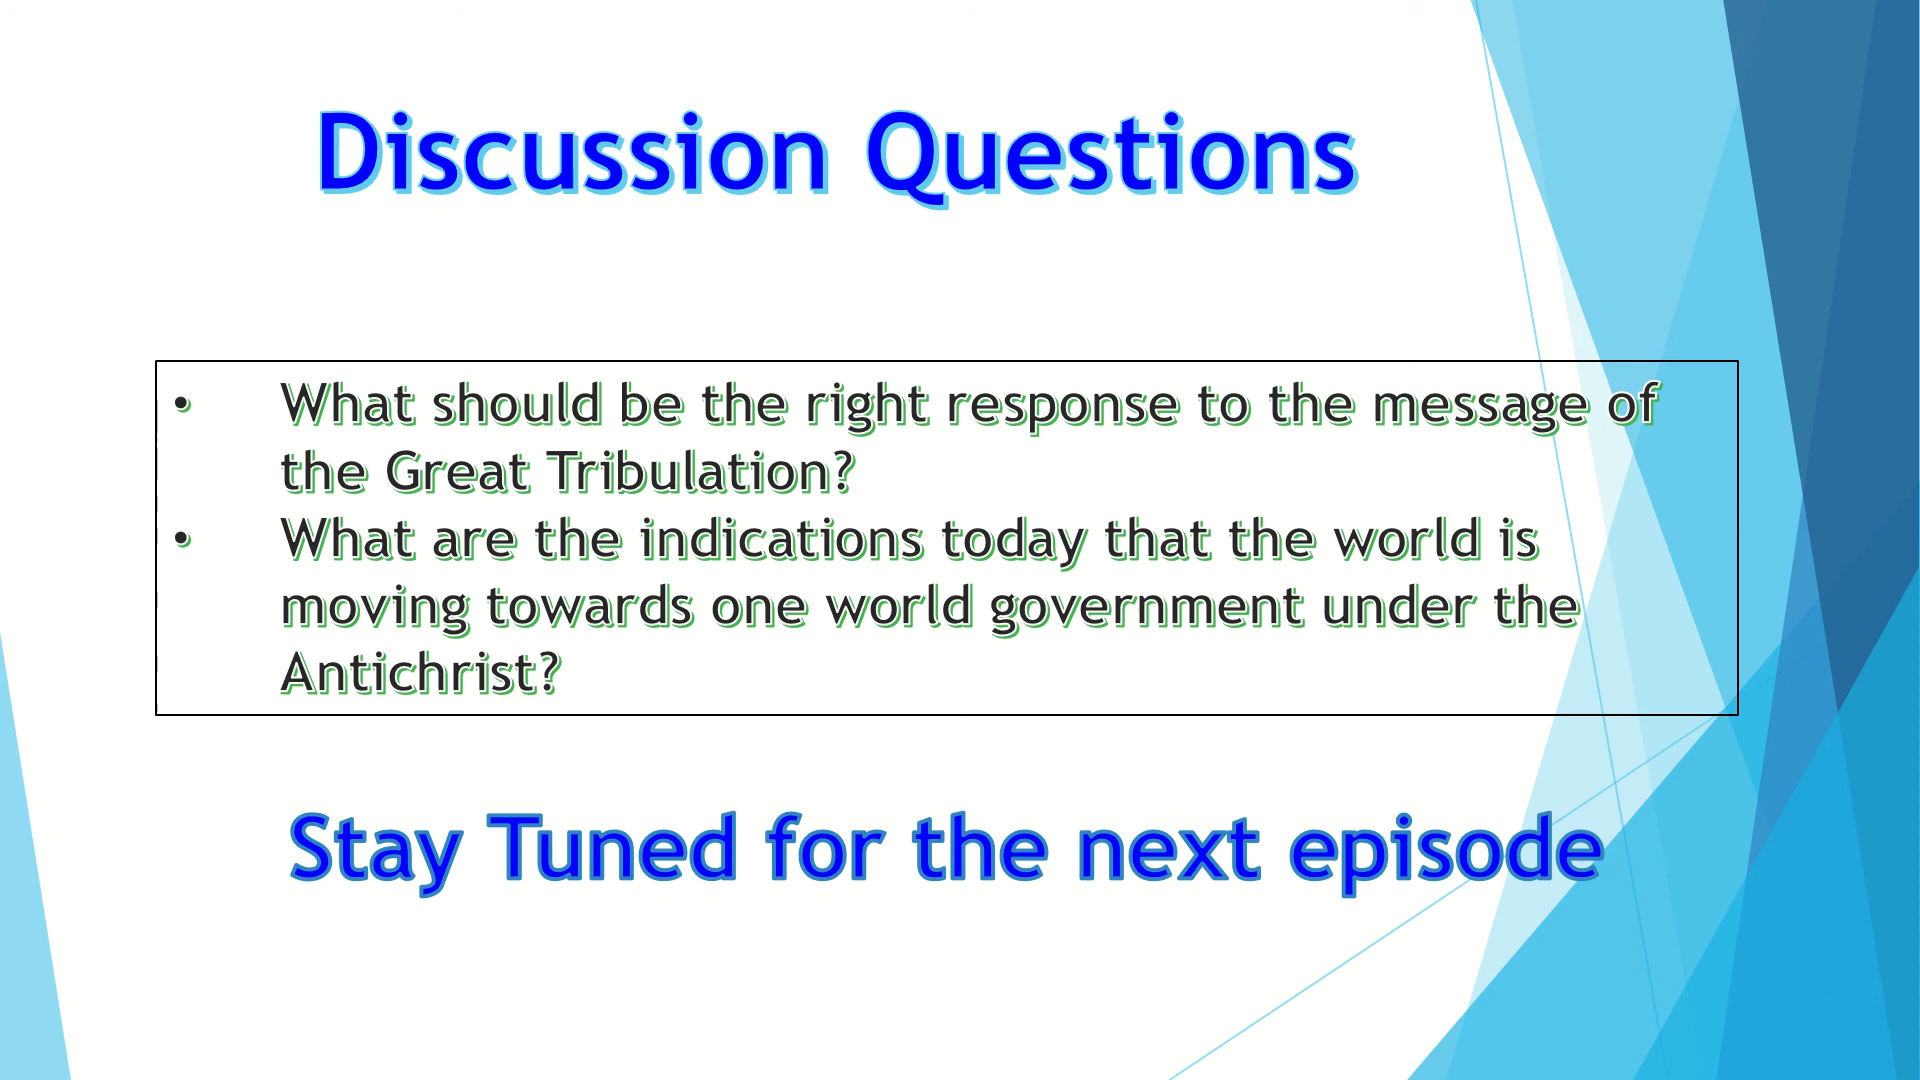 Discussion Questions
• What should be the right response to the message of
the Great Tribulation?
• What are the indications today that the world is
moving towards one world government under the
Antichrist?
Stay Tuned for the next episode